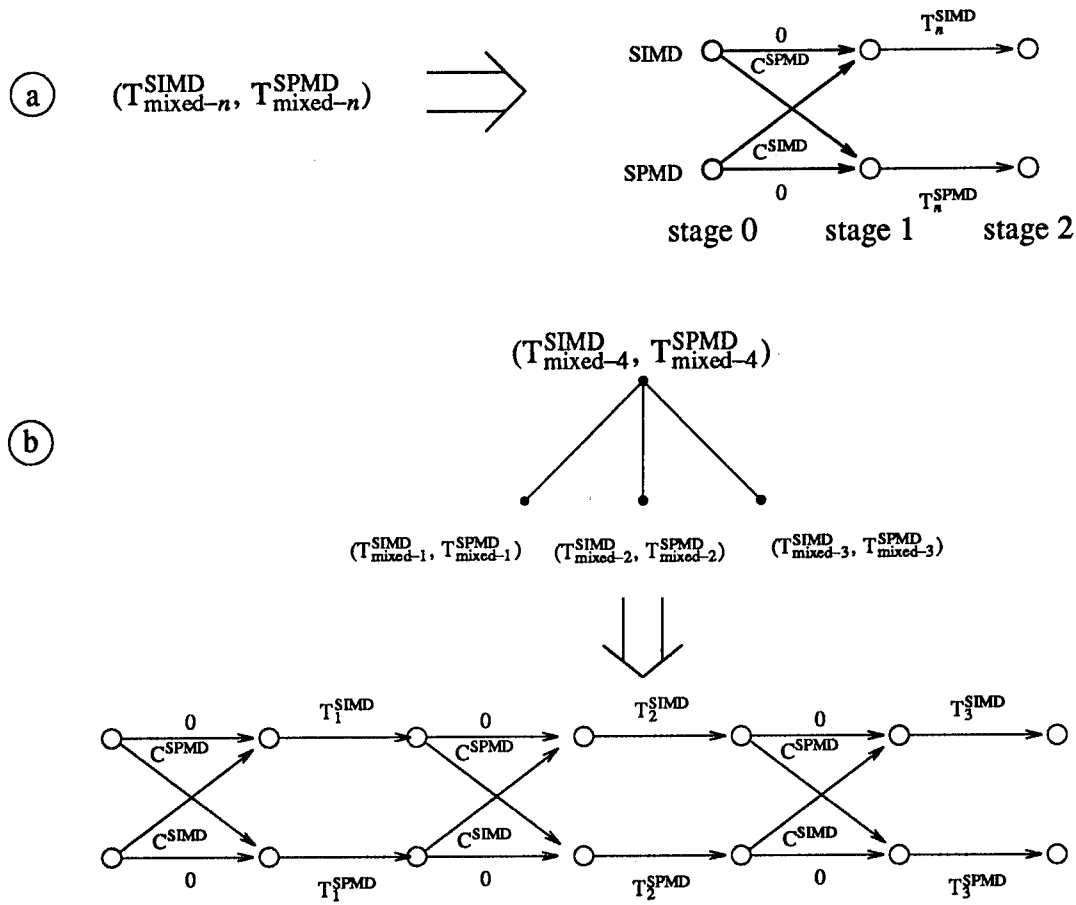 a
(T^SIMD_mixed–n, T^SPMD_mixed–n)
SIMD
0
T^SIMD_n
C^SPMD
C^SIMD
SPMD
0
T^SPMD_n
stage 0 stage 1 stage 2
b
(T^SIMD_mixed–4, T^SPMD_mixed–4)
(T^SIMD_mixed–1, T^SPMD_mixed–1) (T^SIMD_mixed–2, T^SPMD_mixed–2) (T^SIMD_mixed–3, T^SPMD_mixed–3)
0 T^SIMD_1 0 T^SIMD_2 0 T^SIMD_3
C^SPMD C^SPMD C^SPMD
C^SIMD C^SIMD C^SIMD
0 T^SPMD_1 0 T^SPMD_2 0 T^SPMD_3